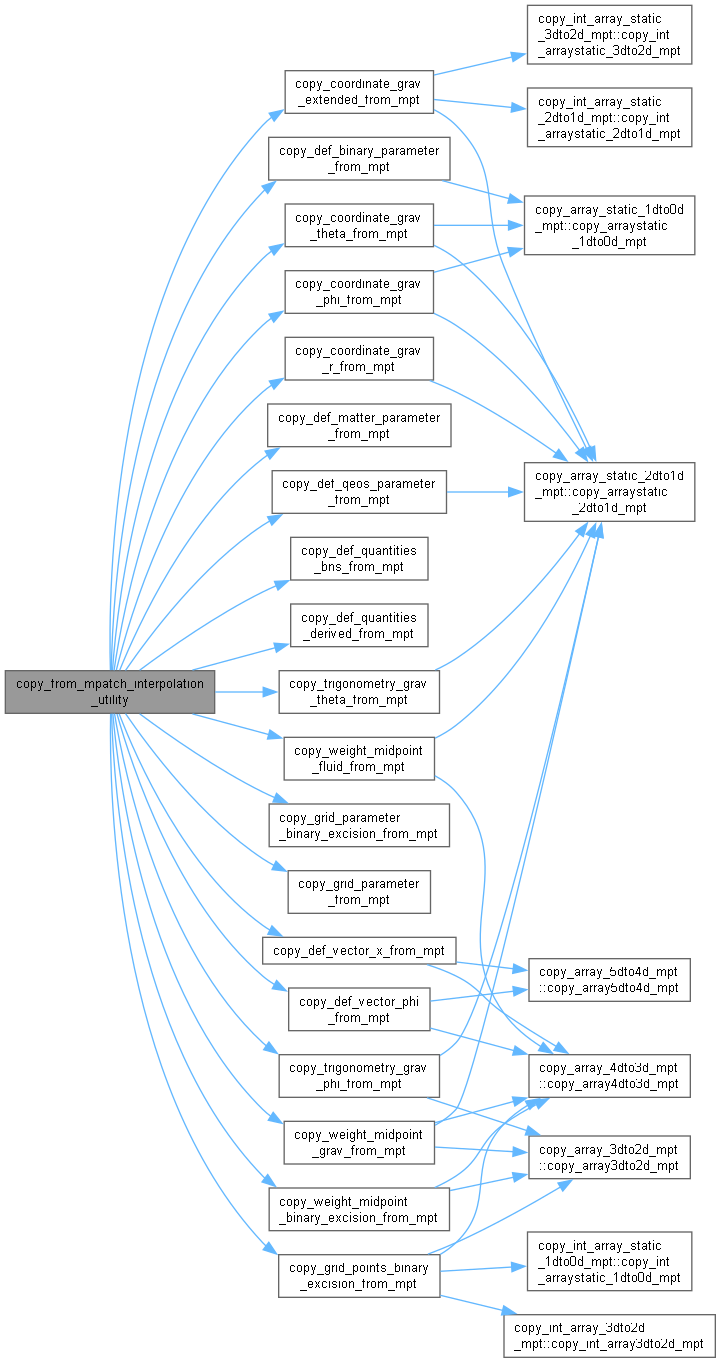 copy_int_array_static
_3dto2d_mpt::copy_int
_arraystatic_3dto2d_mpt
copy_coordinate_grav
_extended_from_mpt
copy_int_array_static
_2dto1d_mpt::copy_int
_arraystatic_2dto1d_mpt
copy_def_binary_parameter
_from_mpt
copy_array_static_1dto0d
_mpt::copy_arraystatic
_1dto0d_mpt
copy_coordinate_grav
_theta_from_mpt
copy_coordinate_grav
_phi_from_mpt
copy_coordinate_grav
_r_from_mpt
copy_def_matter_parameter
_from_mpt
copy_array_static_2dto1d
_mpt::copy_arraystatic
_2dto1d_mpt
copy_def_qeos_parameter
_from_mpt
copy_def_quantities
_bns_from_mpt
copy_def_quantities
_derived_from_mpt
copy_from_mpatch_interpolation
_utility
copy_trigonometry_grav
_theta_from_mpt
copy_weight_midpoint
_fluid_from_mpt
copy_grid_parameter
_binary_excision_from_mpt
copy_grid_parameter
_from_mpt
copy_def_vector_x_from_mpt
copy_array_5dto4d_mpt
::copy_array5dto4d_mpt
copy_def_vector_phi
_from_mpt
copy_trigonometry_grav
_phi_from_mpt
copy_array_4dto3d_mpt
::copy_array4dto3d_mpt
copy_weight_midpoint
_grav_from_mpt
copy_array_3dto2d_mpt
::copy_array3dto2d_mpt
copy_weight_midpoint
_binary_excision_from_mpt
copy_grid_points_binary
_excision_from_mpt
copy_int_array_static
_1dto0d_mpt::copy_int
_arraystatic_1dto0d_mpt
copy_int_array_3dto2d
_mpt::copy_int_array3dto2d_mpt